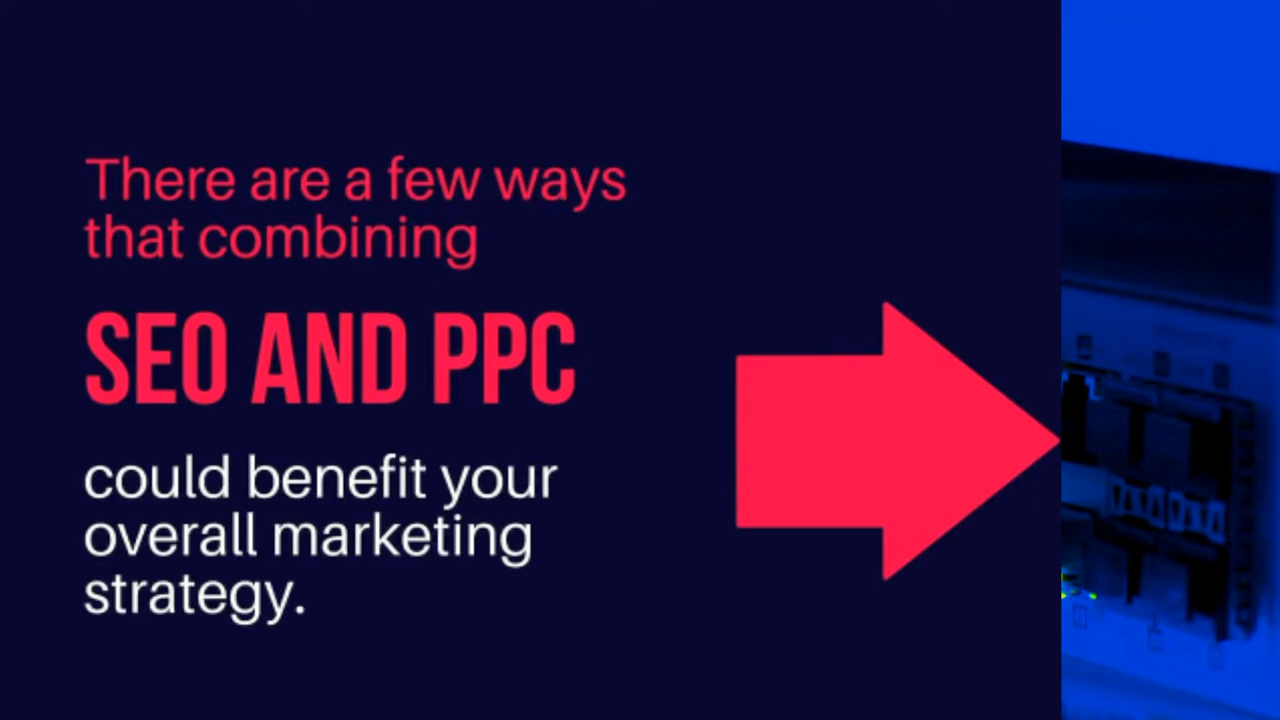 There are a few ways
that combining
SEO AND PPC
could benefit your
overall marketing
strategy.